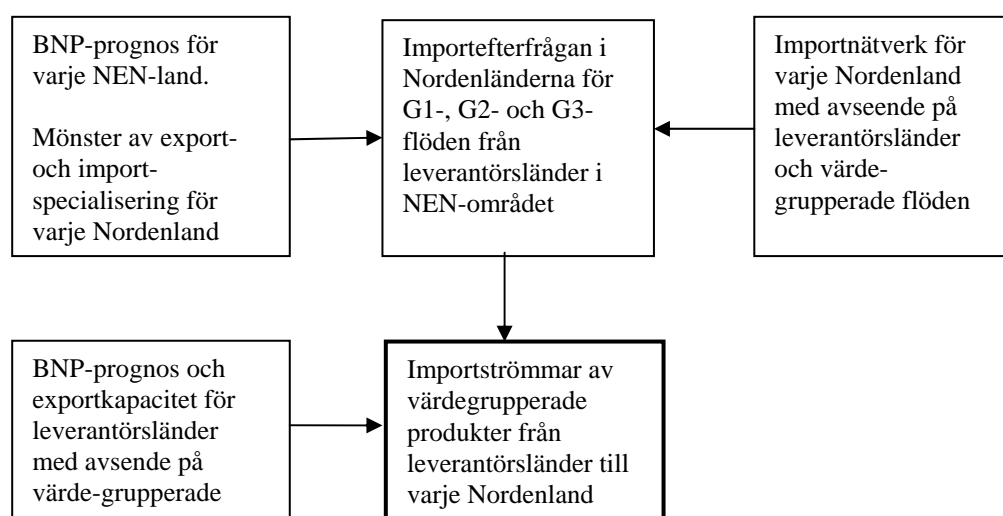 BNP-prognos för
varje NEN-land.
Mönster av export-
och import-
specialisering för
varje Nordenland
Importefterfrågan i
Nordenländerna för
G1-, G2- och G3-
flöden från
leverantörsländer i
NEN-området
Importnätverk för
varje Nordenland
med avseende på
leverantörsländer
och värde-
grupperade flöden
BNP-prognos och
exportkapacitet för
leverantörsländer
med avsende på
värde-grupperade
Importströmmar av
värdegrupperade
produkter från
leverantörsländer till
varje Nordenland